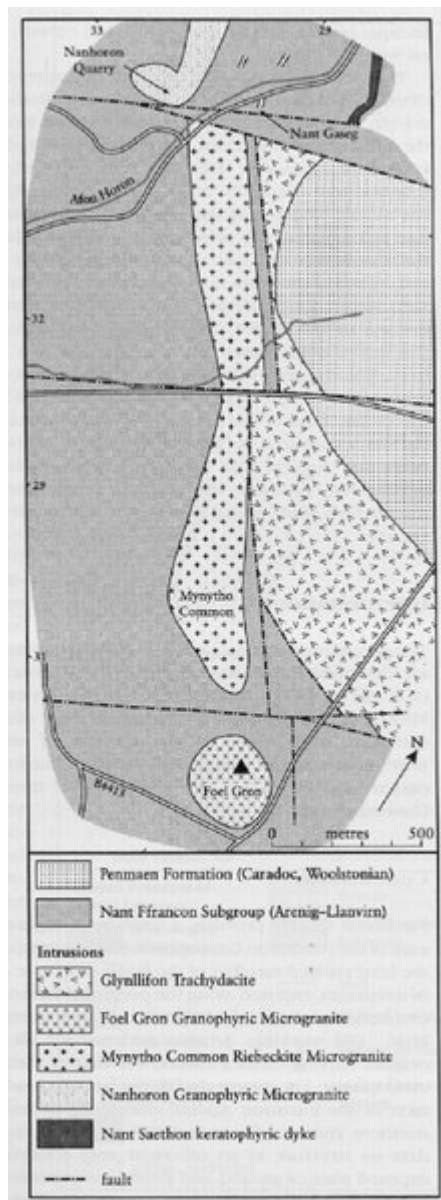 33
29
Nanhoron
Quarry
Nant Gaseg
Afon Horon
32
29
Mynytho
Common
31
N
Foel Gron
B4413
0 metres 500
Penmaen Formation (Caradoc, Woolstonian)
Nant Ffrancon Subgroup (Arenig–Llanvirn)
Intrusions
Glynllifon Trachydacite
Foel Gron Granophyric Microgranite
Mynytho Common Riebeckite Microgranite
Nanhoron Granophyric Microgranite
Nant Saethon keratophyric dyke
fault